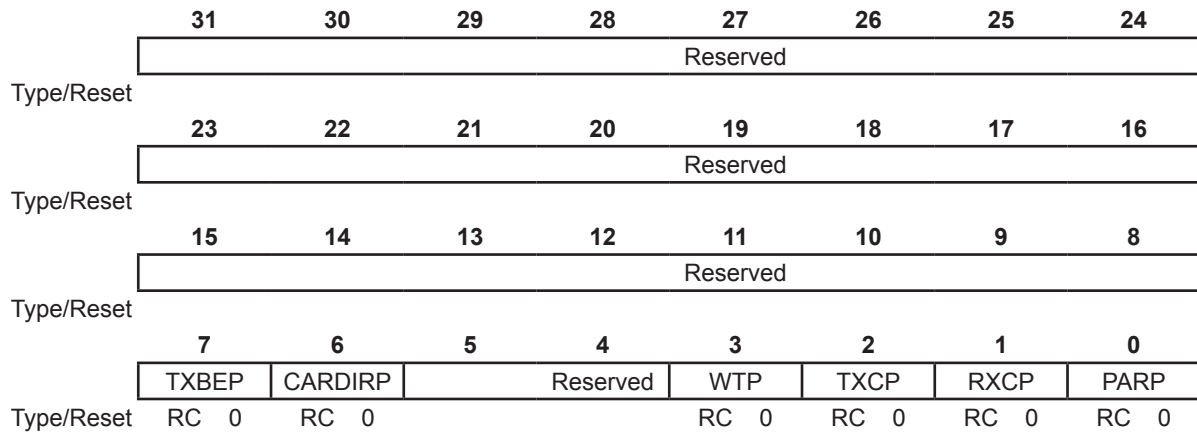 31 30 29 28 27 26 25 24
Reserved
Type/Reset
23 22 21 20 19 18 17 16
Reserved
Type/Reset
15 14 13 12 11 10 9 8
Reserved
Type/Reset
7 6 5 4 3 2 1 0
TXBEP CARDIRP Reserved WTP TXCP RXCP PARP
Type/Reset RC 0 RC 0 RC 0 RC 0 RC 0 RC 0